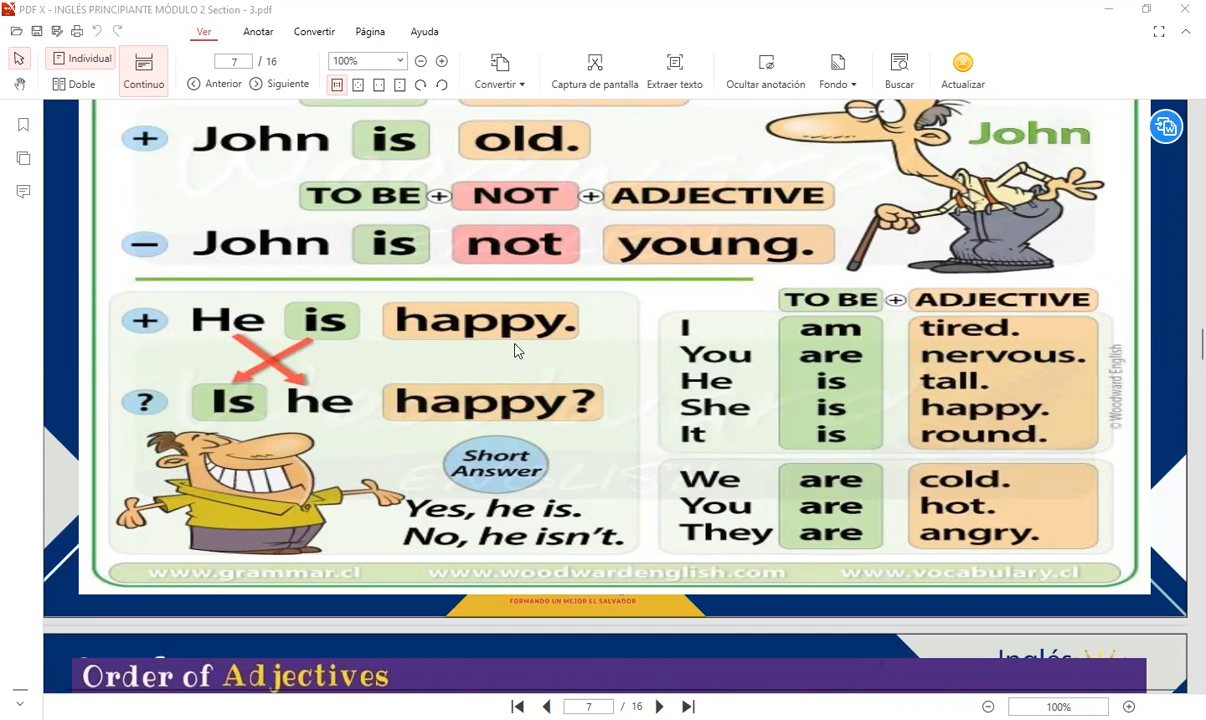 PDF X - INGLÉS PRINCIPIANTE MÓDULO 2 Section - 3.pdf
Ver Anotar Convertir Página Ayuda
Individual
Doble
Continuo
7 / 16
Anterior Siguiente
100%
Convertir
Captura de pantalla
Extraer texto
Ocultar anotación
Fondo
Buscar
Actualizar
+ John is old.
John
TO BE + NOT + ADJECTIVE
− John is not young.
+ He is happy.
? Is he happy?
Short
Answer
Yes, he is.
No, he isn't.
TO BE + ADJECTIVE
I am tired.
You are nervous.
He is tall.
She is happy.
It is round.
We are cold.
You are hot.
They are angry.
© Woodward English
www.grammar.cl www.woodwardenglish.com www.vocabulary.cl
FORMANDO UN MEJOR EL SALVADOR
Inglés
Order of Adjectives
7 / 16
100%